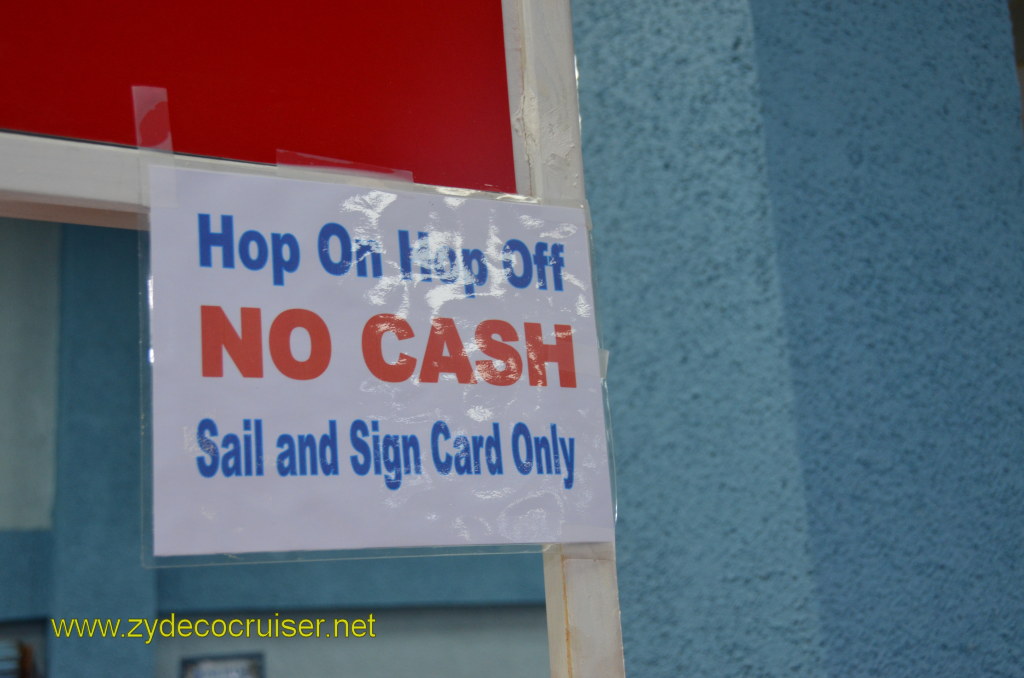 Hop On Hop Off
NO CASH
Sail and Sign Card Only
www.zydecocruiser.net